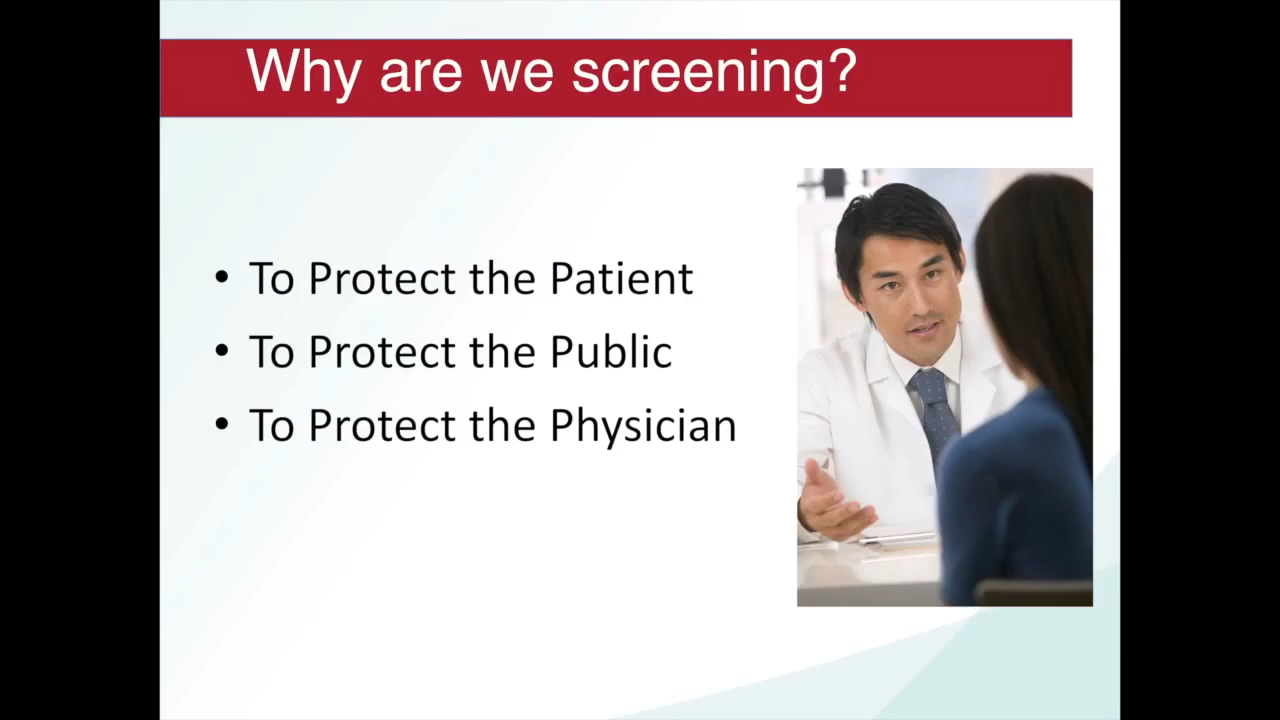 Why are we screening?
• To Protect the Patient
• To Protect the Public
• To Protect the Physician